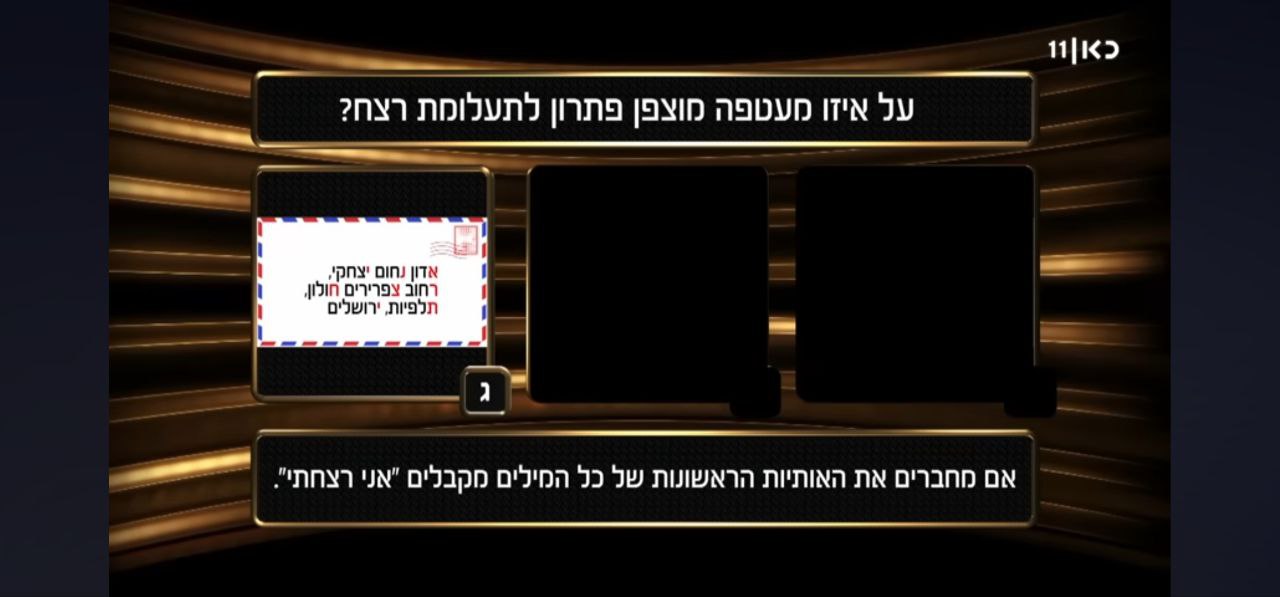 כאן|11
על איזו מעטפה מוצפן פתרון לתעלומת רצח?
אדון נחום יצחקי,
רחוב צפרירים חולון,
תלפיות, ירושלים
ג
אם מחברים את האותיות הראשונות של כל המילים מקבלים "אני רצחתי".